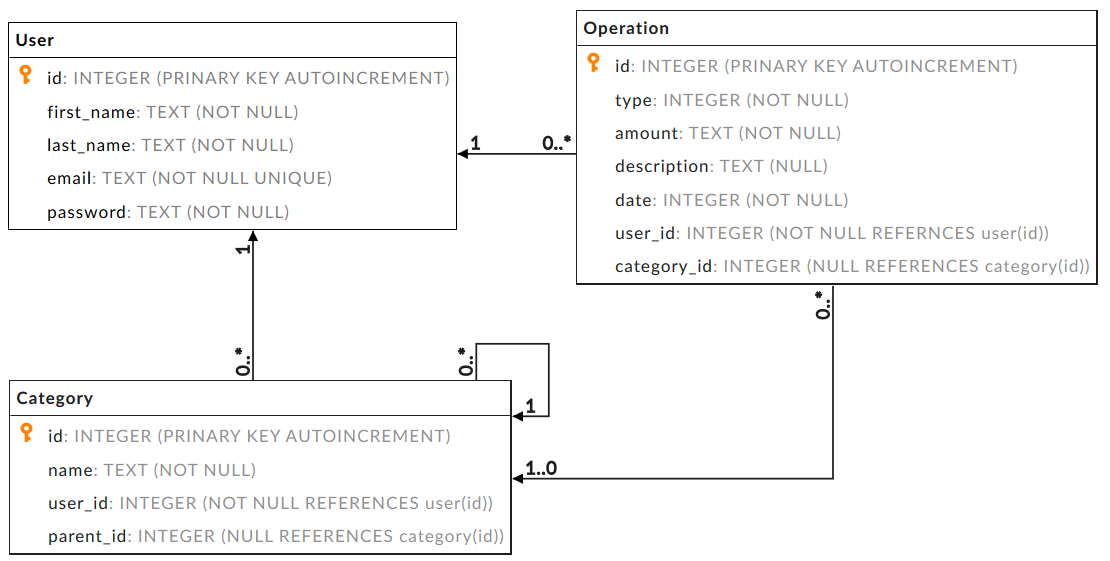 User
id: INTEGER (PRINARY KEY AUTOINCREMENT)
first_name: TEXT (NOT NULL)
last_name: TEXT (NOT NULL)
email: TEXT (NOT NULL UNIQUE)
password: TEXT (NOT NULL)
1
0..*
Operation
id: INTEGER (PRINARY KEY AUTOINCREMENT)
type: INTEGER (NOT NULL)
amount: TEXT (NOT NULL)
description: TEXT (NULL)
date: INTEGER (NOT NULL)
user_id: INTEGER (NOT NULL REFERNCES user(id))
category_id: INTEGER (NULL REFERENCES category(id))
1
0..*
0..*
1
0..*
1..0
Category
id: INTEGER (PRINARY KEY AUTOINCREMENT)
name: TEXT (NOT NULL)
user_id: INTEGER (NOT NULL REFERENCES user(id))
parent_id: INTEGER (NULL REFERENCES category(id))